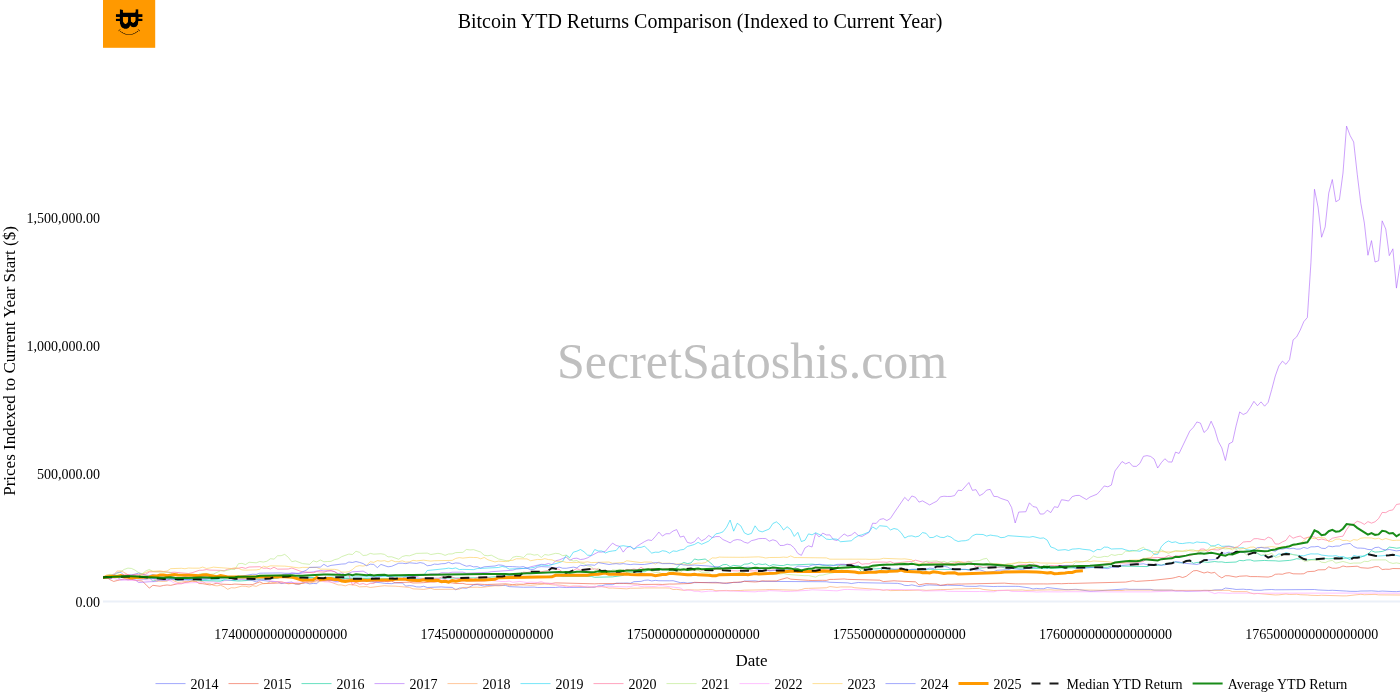 Bitcoin YTD Returns Comparison (Indexed to Current Year)
Prices Indexed to Current Year Start ($)
1,500,000.00
1,000,000.00
500,000.00
0.00
SecretSatoshis.com
1740000000000000000 1745000000000000000 1750000000000000000 1755000000000000000 1760000000000000000 1765000000000000000
Date
2014 2015 2016 2017 2018 2019 2020 2021 2022 2023 2024 2025 Median YTD Return Average YTD Return